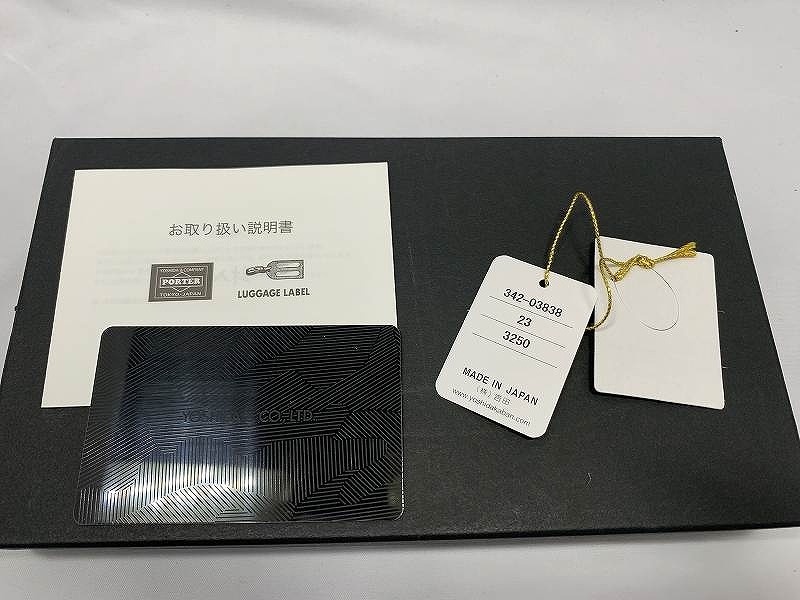 お取り扱い説明書
YOSHIDA & COMPANY
PORTER
TOKYO-JAPAN
LUGGAGE LABEL
CO.,LTD.
342-03838
23
3250
MADE IN JAPAN
(株)吉田
www.yoshidakaban.com